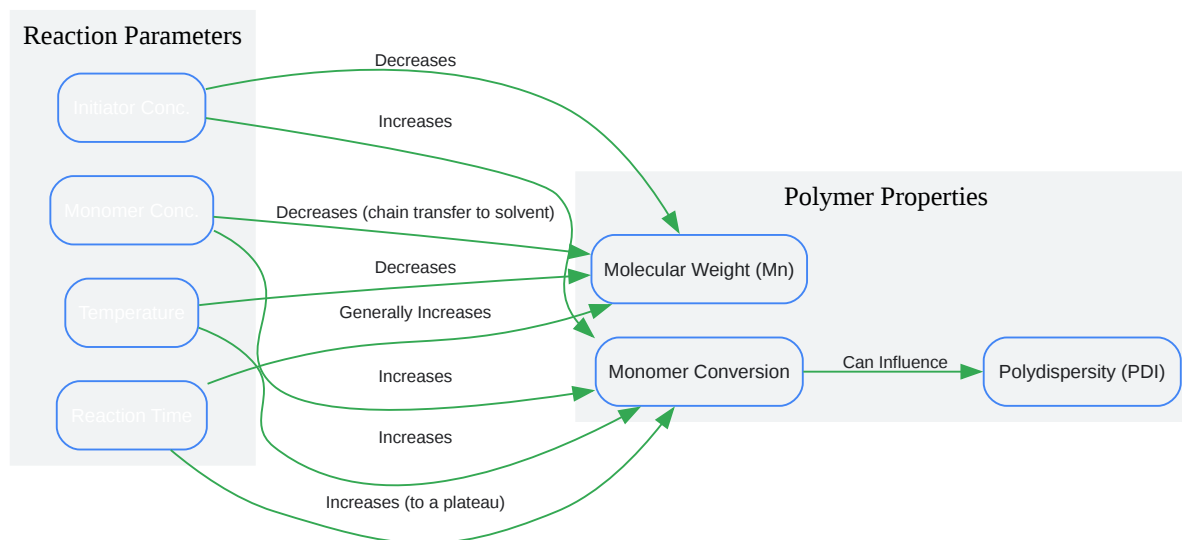 Reaction Parameters
Initiator Conc.
Monomer Conc.
Temperature
Reaction Time
Decreases
Increases
Decreases (chain transfer to solvent)
Decreases
Generally Increases
Increases
Increases
Increases (to a plateau)
Polymer Properties
Molecular Weight (Mn)
Monomer Conversion
Can Influence
Polydispersity (PDI)